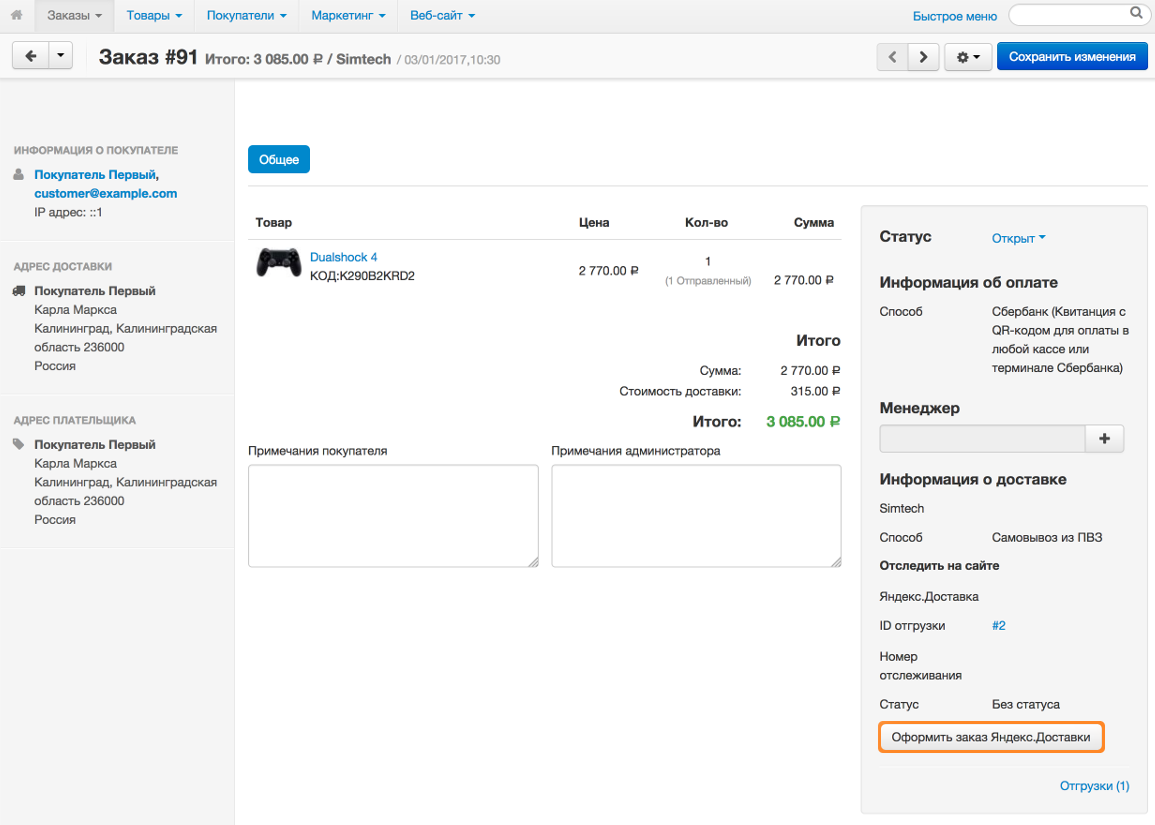 Заказы Товары Покупатели Маркетинг Веб-сайт Быстрое меню
Заказ #91 Итого: 3 085.00 ₽ / Simtech / 03/01/2017,10:30 Сохранить изменения
ИНФОРМАЦИЯ О ПОКУПАТЕЛЕ
Покупатель Первый,
customer@example.com
IP адрес: ::1
АДРЕС ДОСТАВКИ
Покупатель Первый
Карла Маркса
Калининград, Калининградская
область 236000
Россия
АДРЕС ПЛАТЕЛЬЩИКА
Покупатель Первый
Карла Маркса
Калининград, Калининградская
область 236000
Россия
Общее
Товар Цена Кол-во Сумма
Dualshock 4
КОД:K290B2KRD2
2 770.00 ₽
1
(1 Отправленный)
2 770.00 ₽
Итого
Сумма: 2 770.00 ₽
Стоимость доставки: 315.00 ₽
Итого: 3 085.00 ₽
Примечания покупателя Примечания администратора
Статус Открыт
Информация об оплате
Способ Сбербанк (Квитанция с
QR-кодом для оплаты в
любой кассе или
терминале Сбербанка)
Менеджер
Информация о доставке
Simtech
Способ Самовывоз из ПВЗ
Отследить на сайте
Яндекс.Доставка
ID отгрузки #2
Номер
отслеживания
Статус Без статуса
Оформить заказ Яндекс.Доставки
Отгрузки (1)